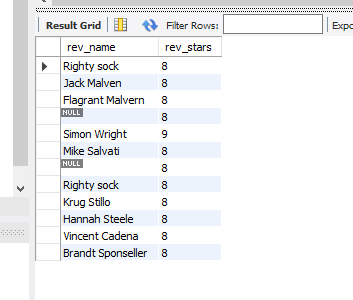 Result Grid Filter Rows: Expo
rev_name rev_stars
Righty sock 8
Jack Malven 8
Flagrant Malvern 8
NULL 8
Simon Wright 9
Mike Salvati 8
NULL 8
Righty sock 8
Krug Stillo 8
Hannah Steele 8
Vincent Cadena 8
Brandt Sponseller 8